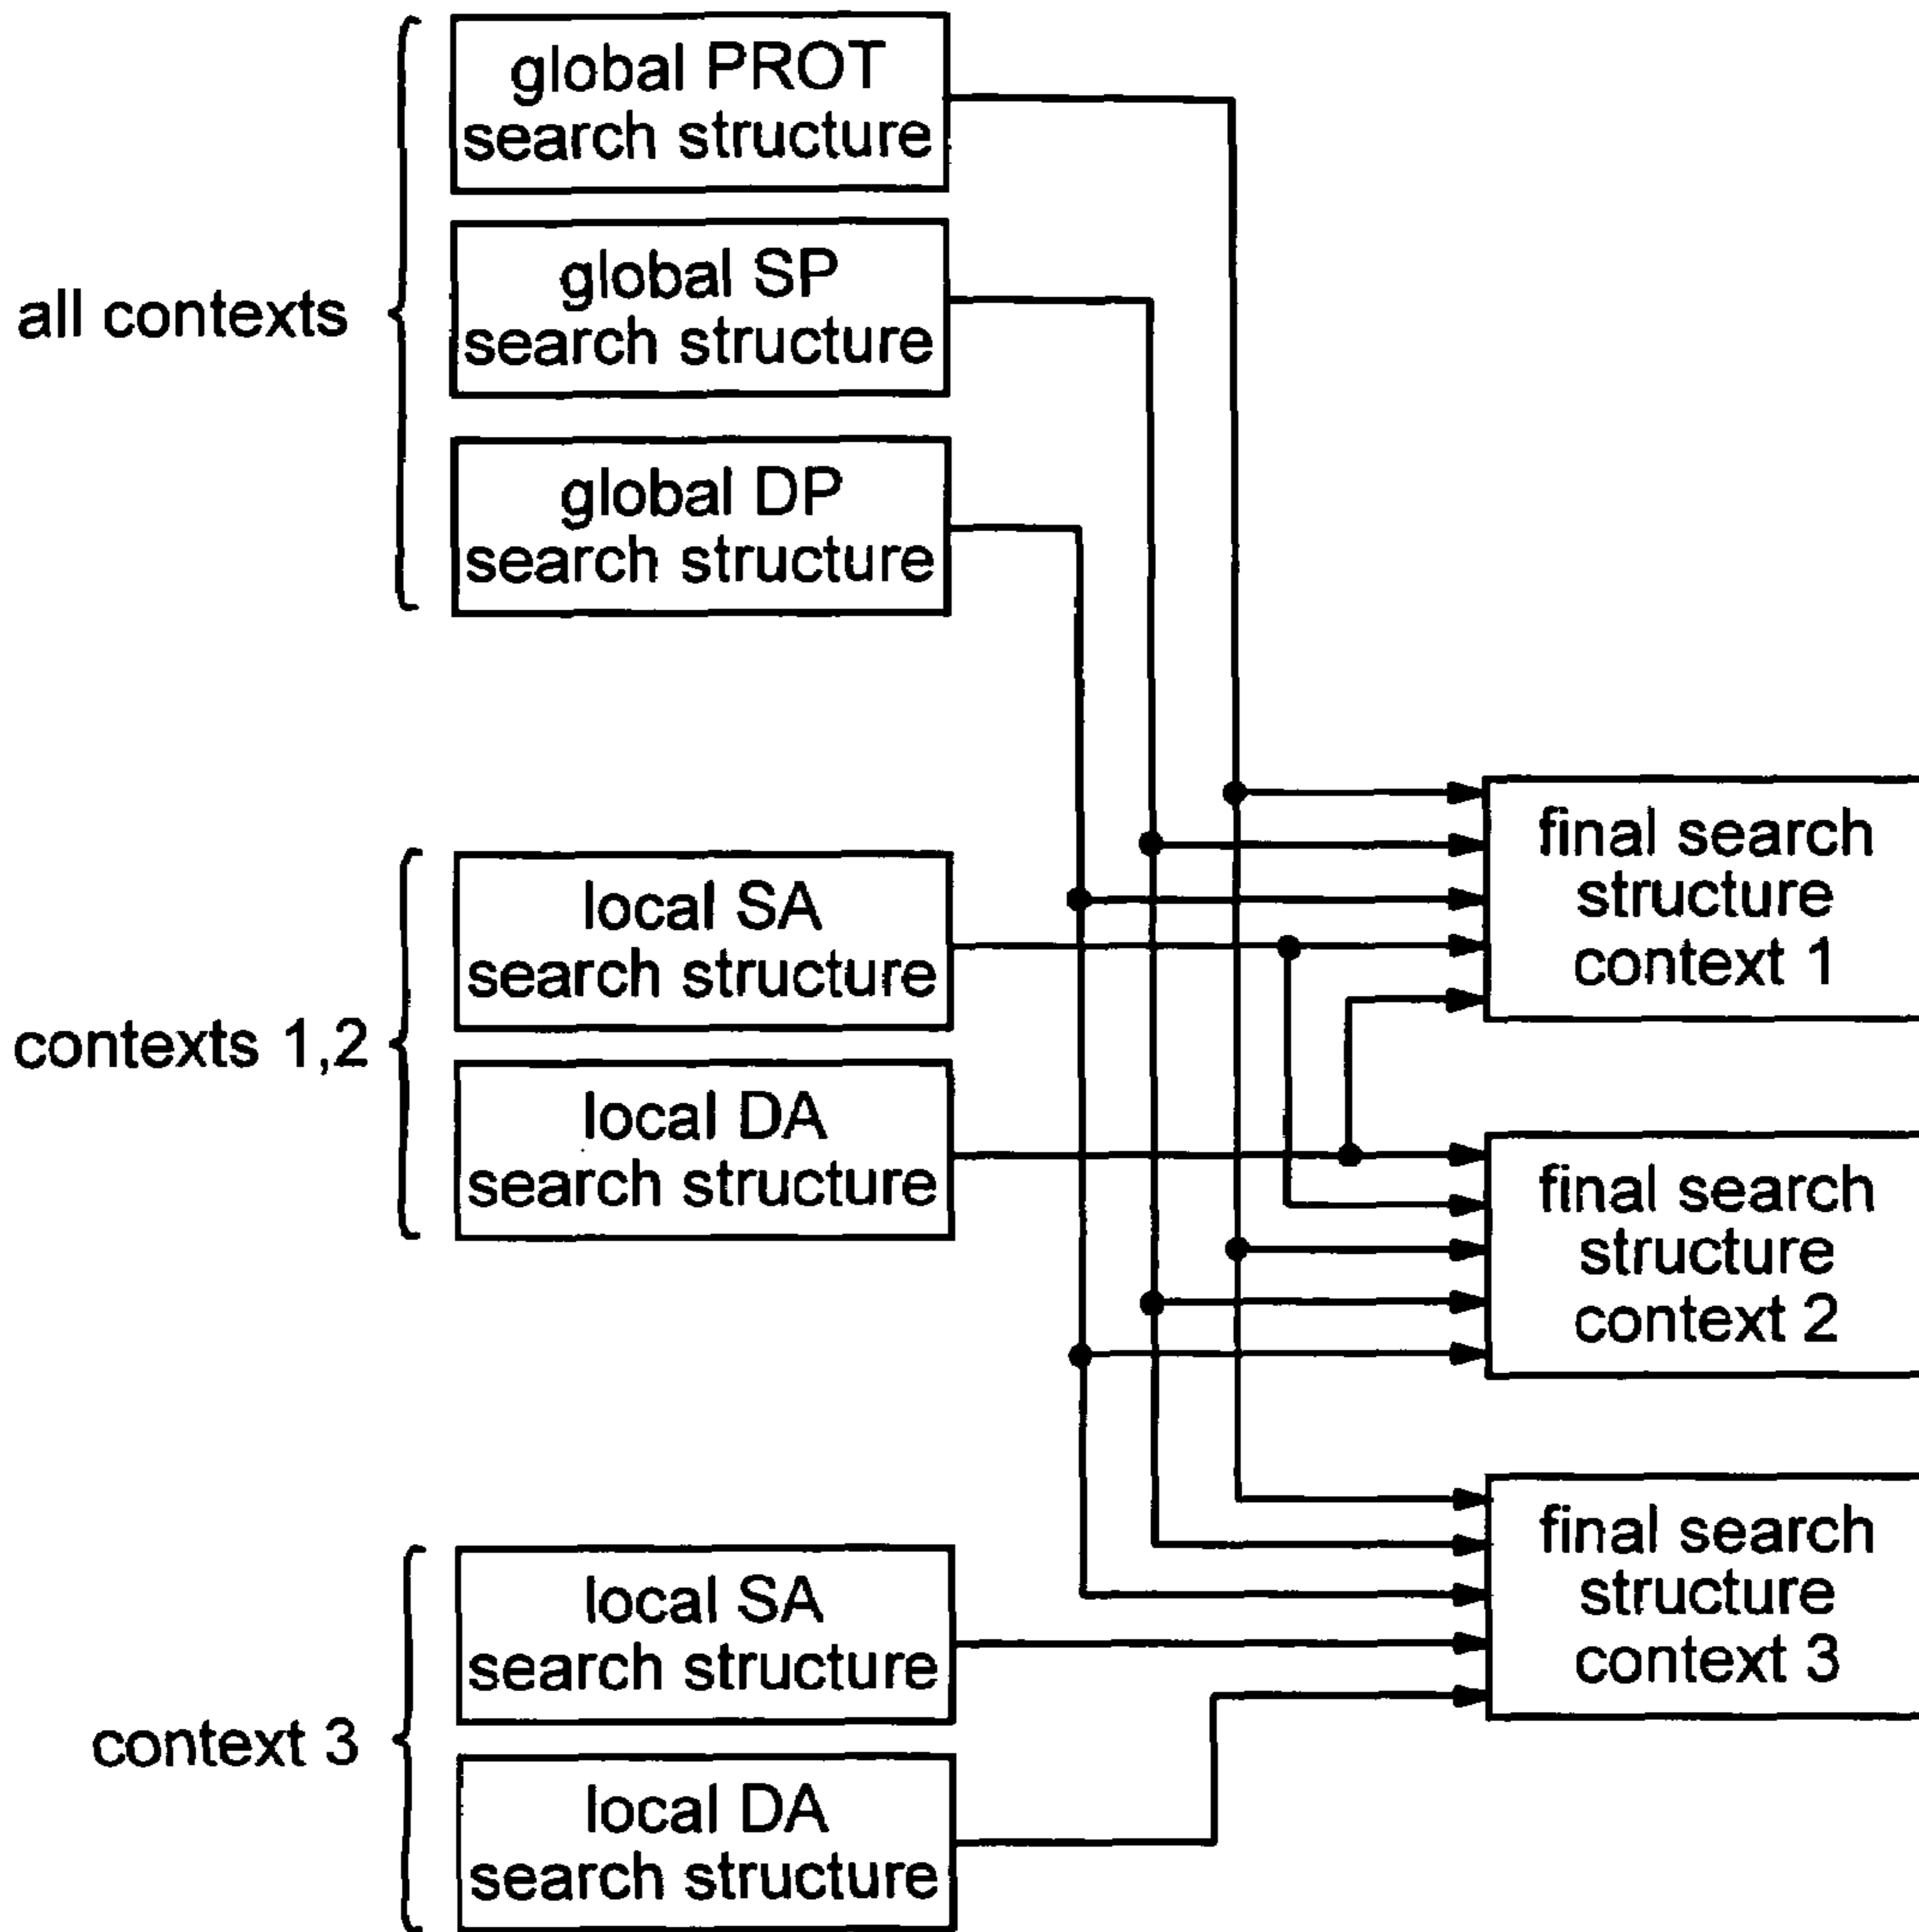 global PROT
search structure
global SP
search structure
all contexts
global DP
search structure
final search
structure
context 1
local SA
search structure
contexts 1,2
local DA
search structure
final search
structure
context 2
final search
structure
context 3
local SA
search structure
context 3
local DA
search structure